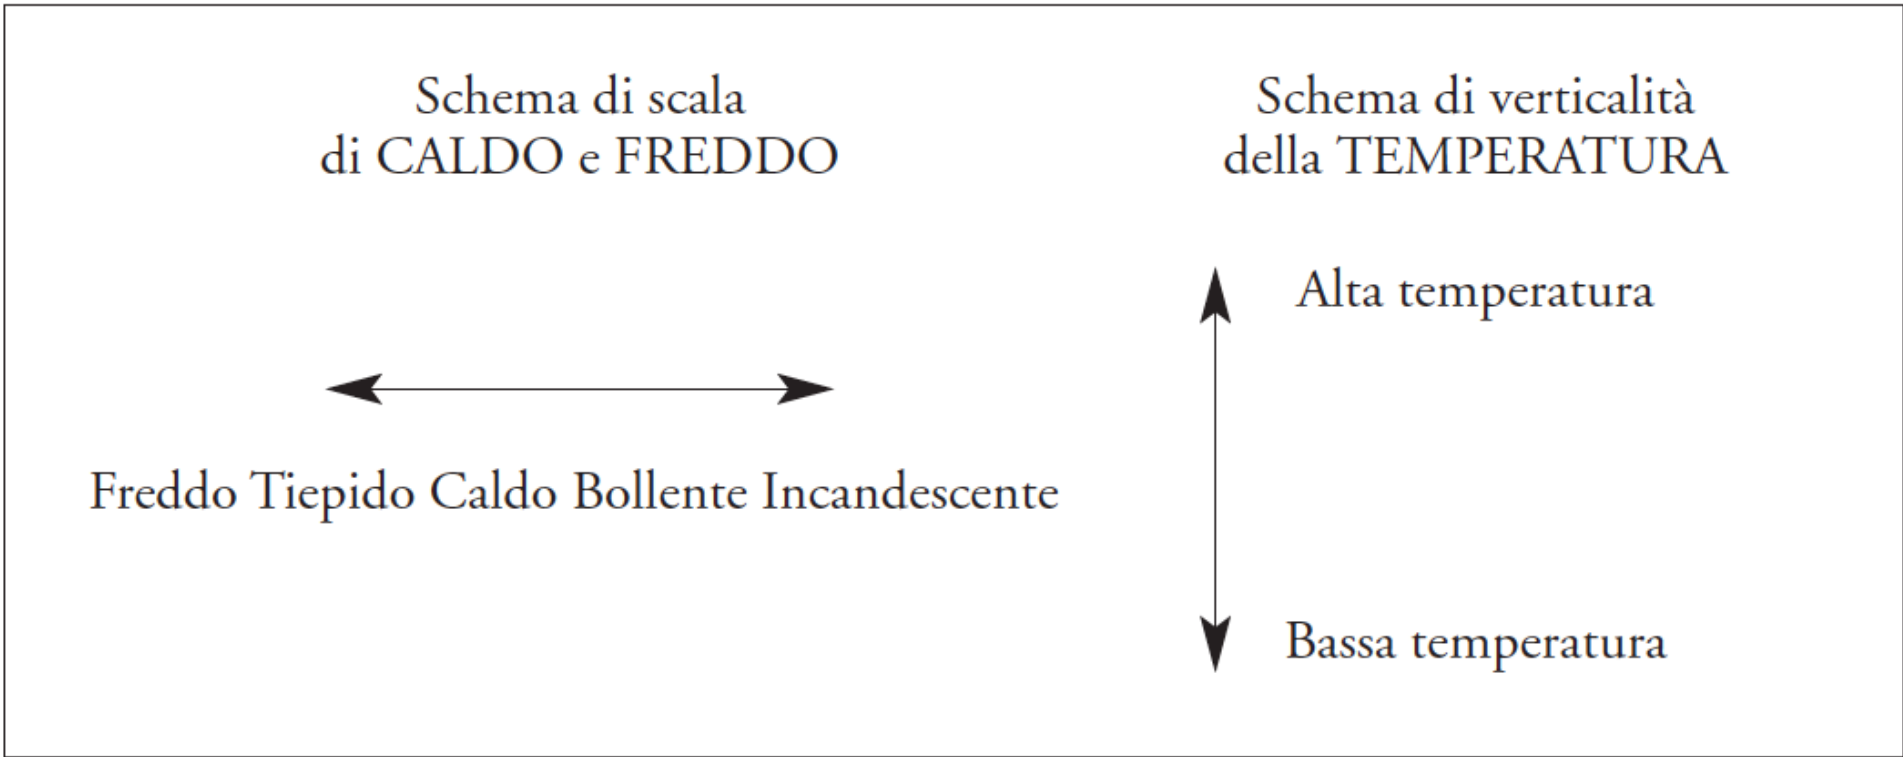 Schema di scala
di CALDO e FREDDO
Freddo Tiepido Caldo Bollente Incandescente
Schema di verticalità
della TEMPERATURA
Alta temperatura
Bassa temperatura